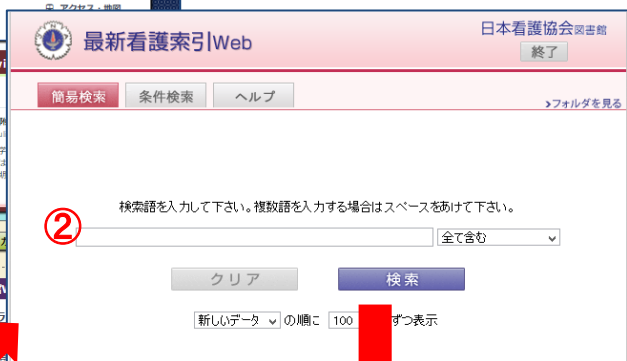 アクセス・地図
最新看護索引Web
日本看護協会図書館
終了
簡易検索 条件検索 ヘルプ
>フォルダを見る
検索語を入力して下さい。複数語を入力する場合はスペースをあけて下さい。
②
全て含む
クリア 検索
新しいデータ の順に 100 ずつ表示